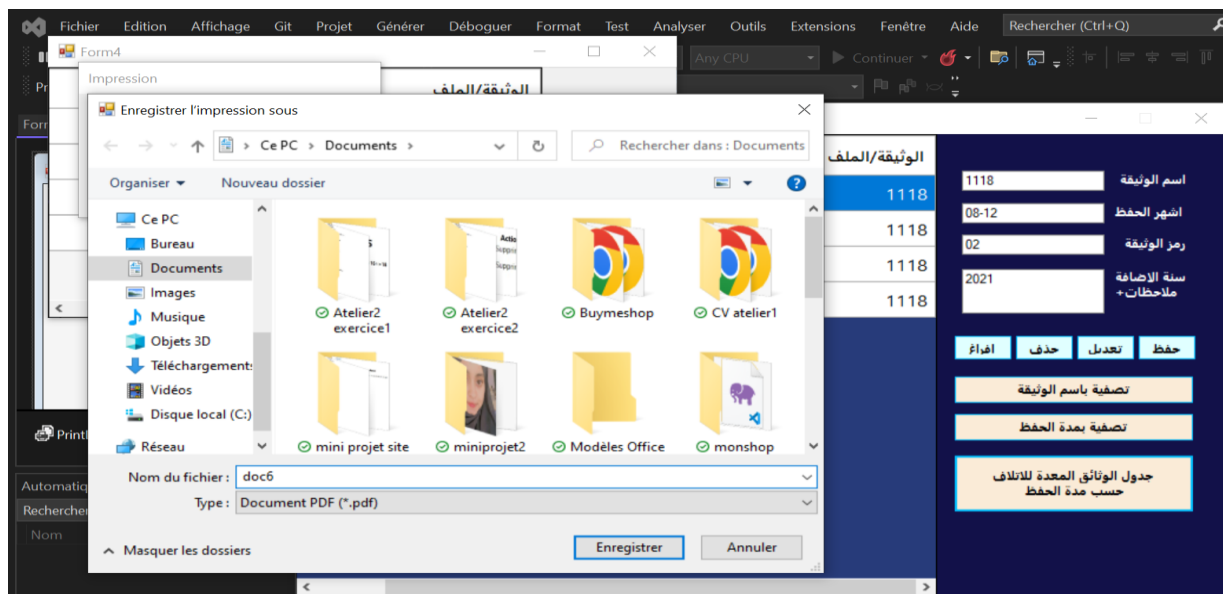 Fichier Edition Affichage Git Projet Générer Déboguer Format Test Analyser Outils Extensions Fenêtre Aide Rechercher (Ctrl+Q)
Form4
Any CPU Continuer
Impression
الوثيقة/الملف
Enregistrer l'impression sous
Ce PC > Documents >
Rechercher dans : Documents
Organiser
Nouveau dossier
Ce PC
Bureau
Documents
Images
Musique
Objets 3D
Téléchargements
Vidéos
Disque local (C:)
Réseau
Atelier2 exercice1
Atelier2 exercice2
Buymeshop
CV atelier1
mini projet site
miniprojet2
Modèles Office
monshop
Nom du fichier : doc6
Type : Document PDF (*.pdf)
Masquer les dossiers
Enregistrer
Annuler
الوثيقة/الملف
1118
1118
1118
1118
اسم الوثيقة
1118
اشهر الحفظ
08-12
رمز الوثيقة
02
سنة الاضافة
+ملاحظات
2021
حفظ
تعديل
حذف
افراغ
تصفية باسم الوثيقة
تصفية بمدة الحفظ
جدول الوثائق المعدة للاتلاف
حسب مدة الحفظ
Nom